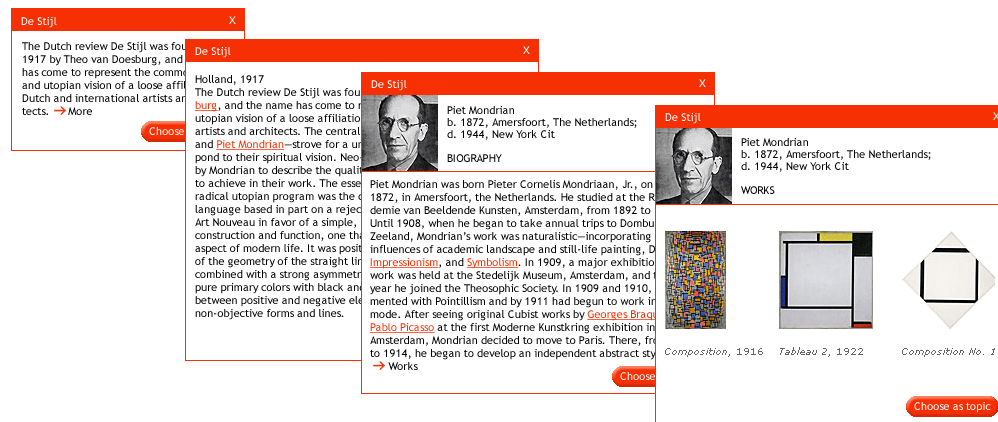 De Stijl X
The Dutch review De Stijl was fou
1917 by Theo van Doesburg, and
has come to represent the commo
and utopian vision of a loose affil
Dutch and international artists an
tects. → More
Choose
De Stijl X
Holland, 1917
The Dutch review De Stijl was found
burg, and the name has come to r
utopian vision of a loose affiliatio
artists and architects. The central
and Piet Mondrian—strove for a un
pond to their spiritual vision. Neo-
by Mondrian to describe the qualit
to achieve in their work. The esse
radical utopian program was the c
language based in part on a rejec
Art Nouveau in favor of a simple,
construction and function, one tha
aspect of modern life. It was posit
of the geometry of the straight lin
combined with a strong asymmetr
pure primary colors with black and
between positive and negative ele
non-objective forms and lines.
De Stijl X
Piet Mondrian
b. 1872, Amersfoort, The Netherlands;
d. 1944, New York Cit
BIOGRAPHY
Piet Mondrian was born Pieter Cornelis Mondriaan, Jr., on
1872, in Amersfoort, the Netherlands. He studied at the R
demie van Beeldende Kunsten, Amsterdam, from 1892 to
Until 1908, when he began to take annual trips to Dombu
Zeeland, Mondrian's work was naturalistic—incorporating
influences of academic landscape and still-life painting, D
Impressionism, and Symbolism. In 1909, a major exhibitio
work was held at the Stedelijk Museum, Amsterdam, and t
year he joined the Theosophic Society. In 1909 and 1910,
mented with Pointillism and by 1911 had begun to work in
mode. After seeing original Cubist works by Georges Braqu
Pablo Picasso at the first Moderne Kunstkring exhibition in
Amsterdam, Mondrian decided to move to Paris. There, fro
to 1914, he began to develop an independent abstract sty
→ Works
Choose
De Stijl X
Piet Mondrian
b. 1872, Amersfoort, The Netherlands;
d. 1944, New York Cit
WORKS
Composition, 1916 Tableau 2, 1922 Composition No. 1
Choose as topic